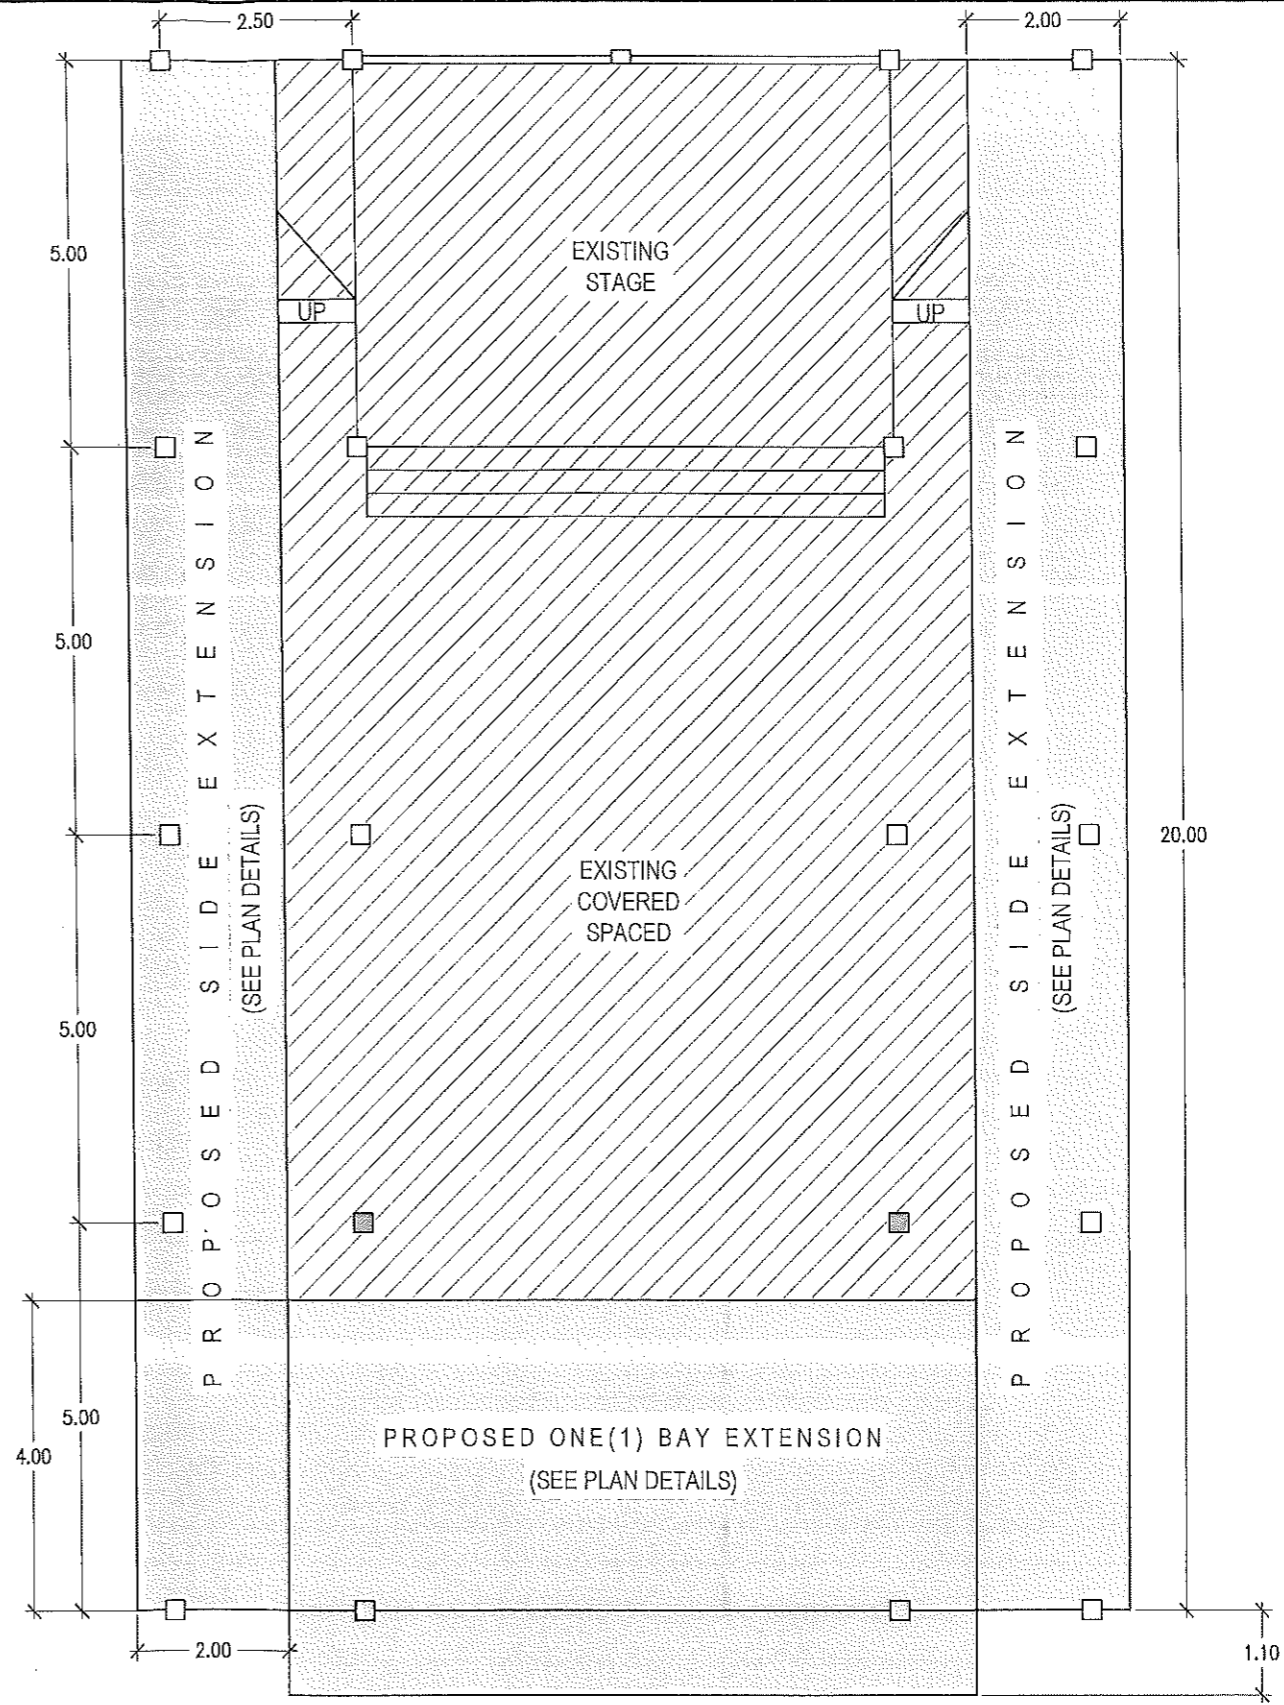 2.50
2.00
5.00
EXISTING
STAGE
UP
UP
5.00
PROPOSED SIDE EXTENSION
(SEE PLAN DETAILS)
PROPOSED SIDE EXTENSION
(SEE PLAN DETAILS)
20.00
EXISTING
COVERED
SPACED
5.00
5.00
4.00
PROPOSED ONE(1) BAY EXTENSION
(SEE PLAN DETAILS)
2.00
1.10